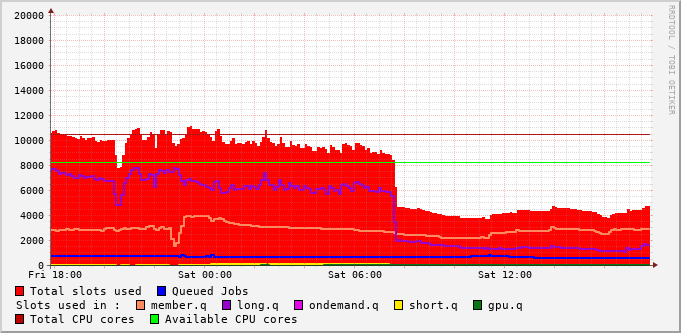 20000
18000
16000
14000
12000
10000
8000
6000
4000
2000
0
Fri 18:00 Sat 00:00 Sat 06:00 Sat 12:00
Total slots used Queued Jobs
Slots used in : member.q long.q ondemand.q short.q gpu.q
Total CPU cores Available CPU cores
RRDTOOL / TOBI OETIKER